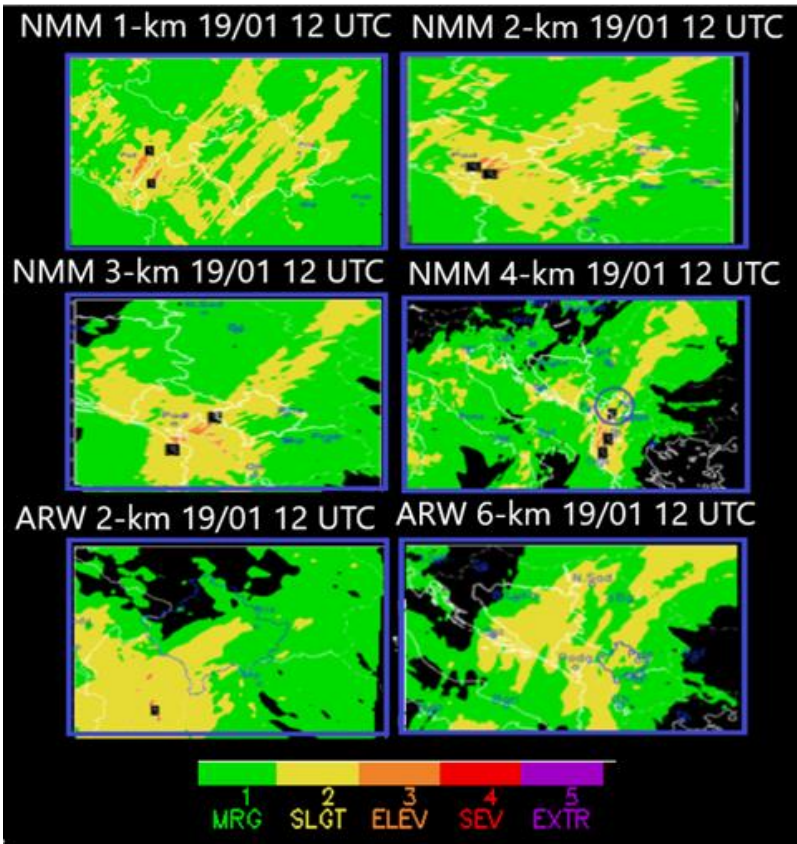 NMM 1-km 19/01 12 UTC
NMM 2-km 19/01 12 UTC
NMM 3-km 19/01 12 UTC
NMM 4-km 19/01 12 UTC
ARW 2-km 19/01 12 UTC
ARW 6-km 19/01 12 UTC
N.Sad
1 2 3 4 5
MRG SLGT ELEV SEV EXTR